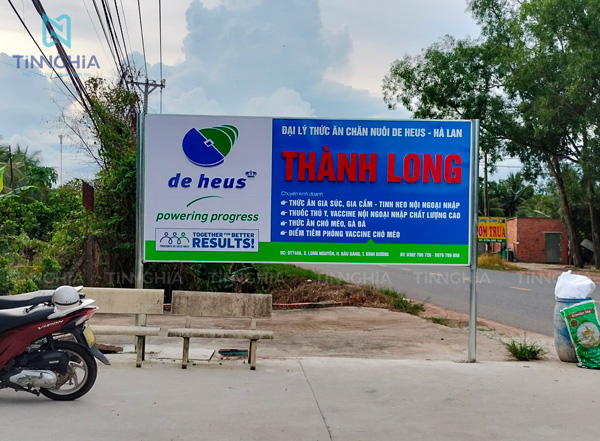 TiNNGHiA
ĐẠI LÝ THỨC ĂN CHĂN NUÔI DE HEUS - HÀ LAN
THÀNH LONG
de heus
powering progress
TOGETHER FOR BETTER
RESULTS!
Chuyên kinh doanh:
THỨC ĂN GIA SÚC, GIA CẦM - TINH HEO NỘI NGOẠI NHẬP
THUỐC THÚ Y, VACCINE NỘI NGOẠI NHẬP CHẤT LƯỢNG CAO
THỨC ĂN CHÓ MÈO, GÀ ĐÁ
ĐIỂM TIÊM PHÒNG VACCINE CHÓ MÈO